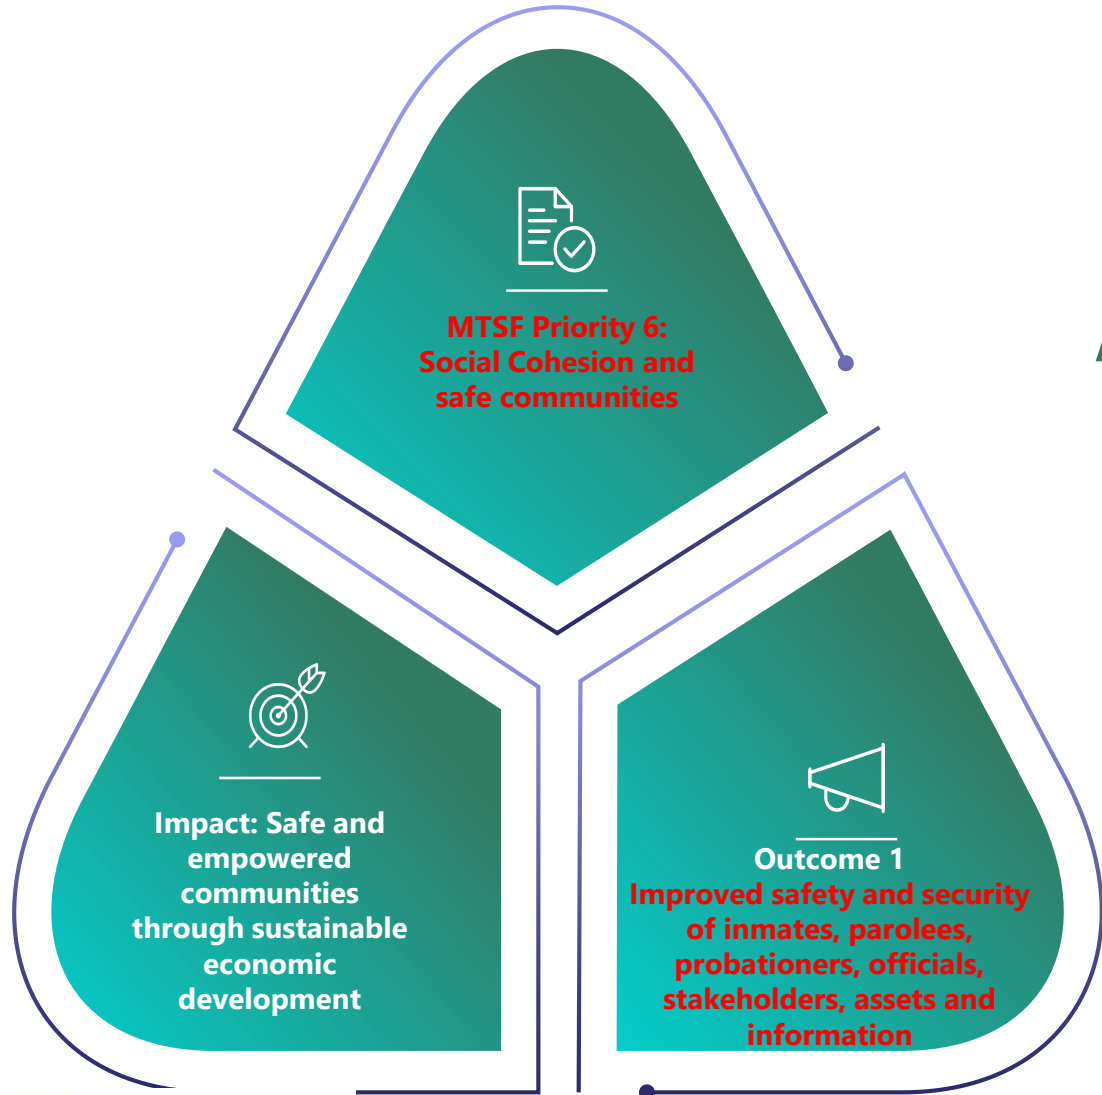 MTSF Priority 6:
Social Cohesion and
safe communities
Impact: Safe and
empowered
communities
through sustainable
economic
development
Outcome 1
Improved safety and security
of inmates, parolees,
probationers, officials,
stakeholders, assets and
information